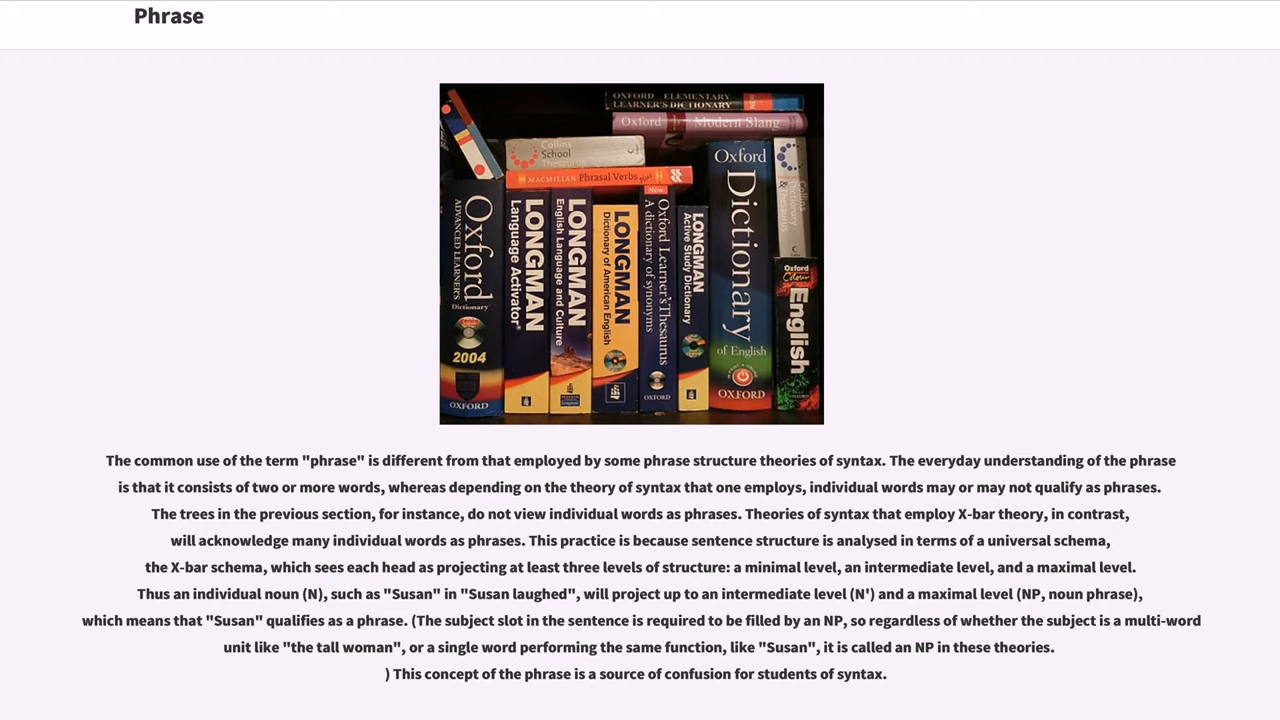 Phrase
OXFORD ELEMENTARY
LEARNER'S DICTIONARY
NEW
Oxford Modern Slang
Collins
School
Thesaurus
MACMILLAN Phrasal Verbs Plus
Oxford
ADVANCED LEARNER'S
Dictionary
2004
OXFORD
LONGMAN
Language Activator®
LONGMAN
English Language and Culture
LONGMAN
Dictionary of American English
New
Oxford Learner's Thesaurus
A dictionary of synonyms
OXFORD
LONGMAN
Active Study Dictionary
Oxford
Dictionary
of English
OXFORD
Collins
Dictionary
& Thesaurus
Oxford
Colour
English
OXFORD
The common use of the term "phrase" is different from that employed by some phrase structure theories of syntax. The everyday understanding of the phrase
is that it consists of two or more words, whereas depending on the theory of syntax that one employs, individual words may or may not qualify as phrases.
The trees in the previous section, for instance, do not view individual words as phrases. Theories of syntax that employ X-bar theory, in contrast,
will acknowledge many individual words as phrases. This practice is because sentence structure is analysed in terms of a universal schema,
the X-bar schema, which sees each head as projecting at least three levels of structure: a minimal level, an intermediate level, and a maximal level.
Thus an individual noun (N), such as "Susan" in "Susan laughed", will project up to an intermediate level (N') and a maximal level (NP, noun phrase),
which means that "Susan" qualifies as a phrase. (The subject slot in the sentence is required to be filled by an NP, so regardless of whether the subject is a multi-word
unit like "the tall woman", or a single word performing the same function, like "Susan", it is called an NP in these theories.
) This concept of the phrase is a source of confusion for students of syntax.